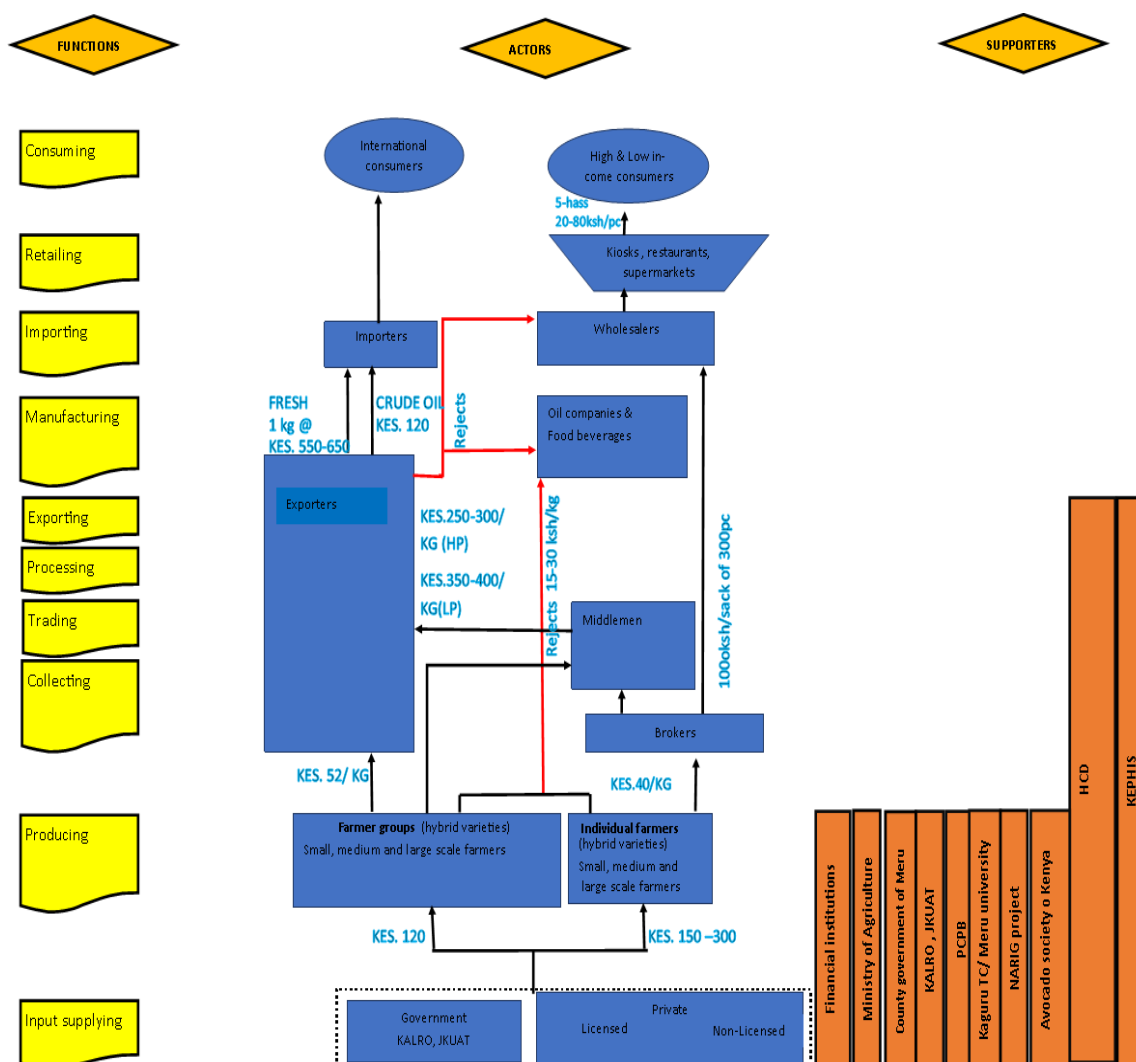 FUNCTIONS
ACTORS
SUPPORTERS
Consuming
International
consumers
High & Low in-
come consumers
5-hass
20-80ksh/pc
Retailing
Kiosks , restaurants,
supermarkets
Importing
Importers
Wholesalers
FRESH
1 kg @
KES. 550-650
CRUDE OIL
KES. 120
Rejects
Manufacturing
Oil companies &
Food beverages
Exporting
Exporters
KES.250-300/
KG (HP)
KES.350-400/
KG(LP)
Rejects 15-30 ksh/kg
100oksh/sack of 300pc
Processing
Trading
Middlemen
Collecting
Brokers
KES. 52/ KG
KES.40/KG
Producing
Farmer groups (hybrid varieties)
Small, medium and large scale farmers
Individual farmers
(hybrid varieties)
Small, medium and
large scale farmers
KES. 120
KES. 150 –300
Input supplying
Government
KALRO, JKUAT
Private
Licensed
Non-Licensed
Financial institutions
Ministry of Agriculture
County government of Meru
KALRO , JKUAT
PCPB
Kaguru TC/ Meru university
NARIG project
Avocado society o Kenya
HCD
KEPHIS